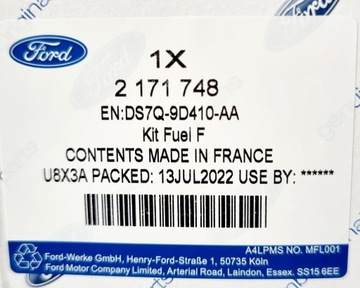 Ford
1X
2 171 748
EN:DS7Q-9D410-AA
Kit Fuel F
CONTENTS MADE IN FRANCE
U8X3A PACKED: 13JUL2022 USE BY: ******
A4LPMS NO. MFL001
Ford-Werke GmbH, Henry-Ford-Straße 1, 50735 Köln
Ford Motor Company Limited, Arterial Road, Laindon, Essex. SS15 6EE